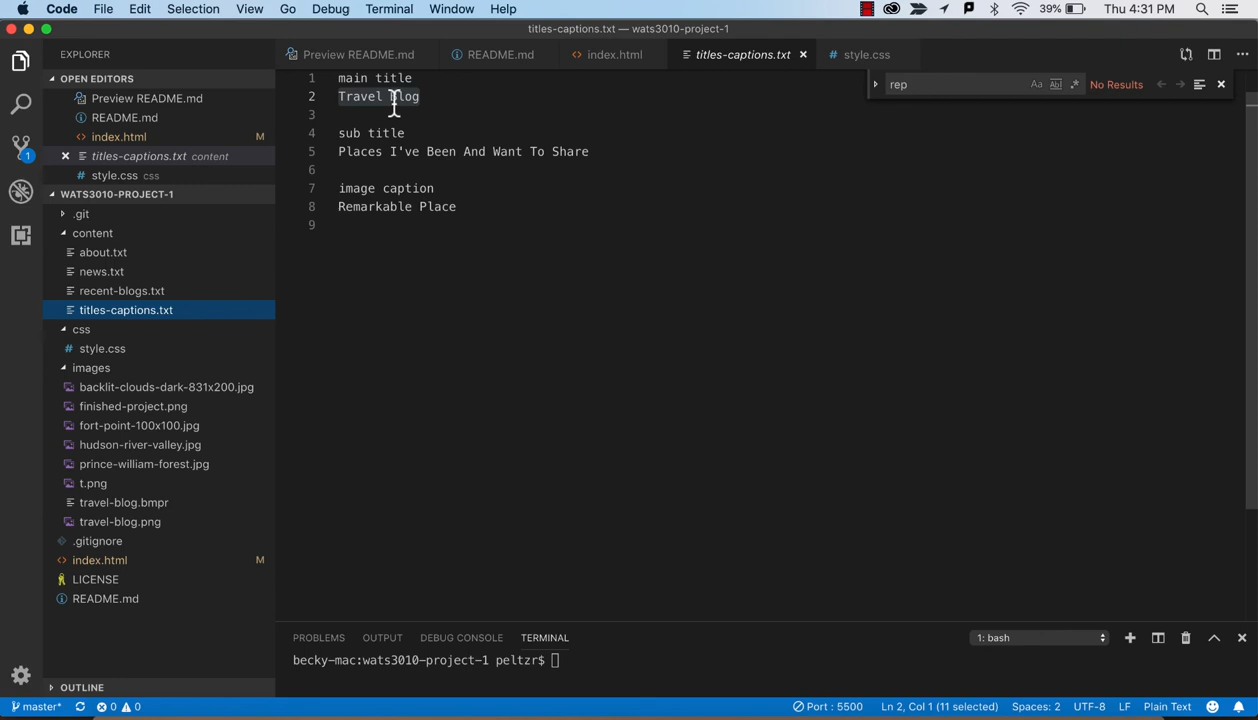 Code File Edit Selection View Go Debug Terminal Window Help 39% Thu 4:31 PM
titles-captions.txt — wats3010-project-1
EXPLORER
Preview README.md
README.md
index.html
titles-captions.txt
style.css
OPEN EDITORS
Preview README.md
README.md
index.html M
titles-captions.txt content
style.css css
WATS3010-PROJECT-1
.git
content
about.txt
news.txt
recent-blogs.txt
titles-captions.txt
css
style.css
images
backlit-clouds-dark-831x200.jpg
finished-project.png
fort-point-100x100.jpg
hudson-river-valley.jpg
prince-william-forest.jpg
t.png
travel-blog.bmpr
travel-blog.png
.gitignore
index.html M
LICENSE
README.md
OUTLINE
1 main title
2 Travel Blog
3
4 sub title
5 Places I've Been And Want To Share
6
7 image caption
8 Remarkable Place
9
rep Aa Abl .* No Results
PROBLEMS OUTPUT DEBUG CONSOLE TERMINAL 1: bash
becky-mac:wats3010-project-1 peltzr$
1
master* 0 0 Port : 5500 Ln 2, Col 1 (11 selected) Spaces: 2 UTF-8 LF Plain Text